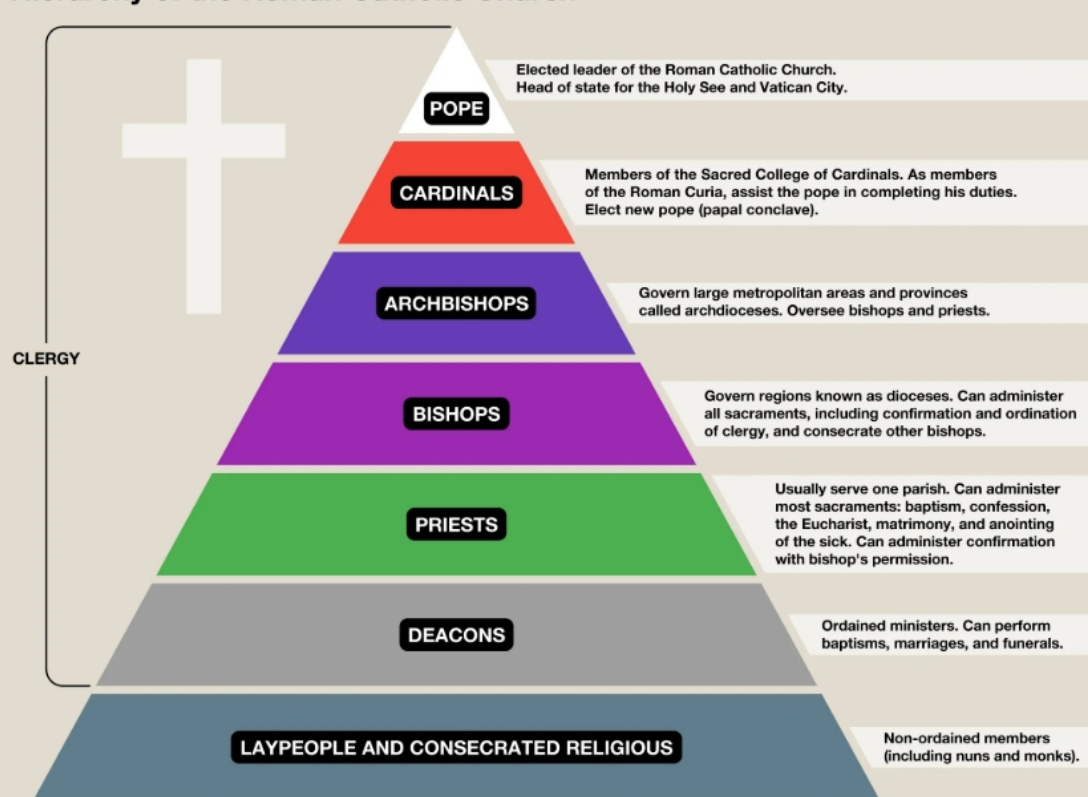 POPE
Elected leader of the Roman Catholic Church.
Head of state for the Holy See and Vatican City.
CARDINALS
Members of the Sacred College of Cardinals. As members
of the Roman Curia, assist the pope in completing his duties.
Elect new pope (papal conclave).
ARCHBISHOPS
Govern large metropolitan areas and provinces
called archdioceses. Oversee bishops and priests.
CLERGY
BISHOPS
Govern regions known as dioceses. Can administer
all sacraments, including confirmation and ordination
of clergy, and consecrate other bishops.
PRIESTS
Usually serve one parish. Can administer
most sacraments: baptism, confession,
the Eucharist, matrimony, and anointing
of the sick. Can administer confirmation
with bishop's permission.
DEACONS
Ordained ministers. Can perform
baptisms, marriages, and funerals.
LAYPEOPLE AND CONSECRATED RELIGIOUS
Non-ordained members
(including nuns and monks).